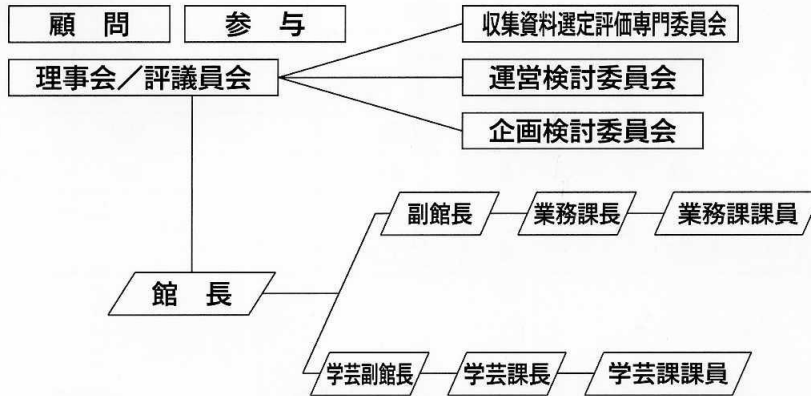 顧 問
参 与
収集資料選定評価専門委員会
理事会／評議員会
運営検討委員会
企画検討委員会
副館長
業務課長
業務課課員
館 長
学芸副館長
学芸課長
学芸課課員